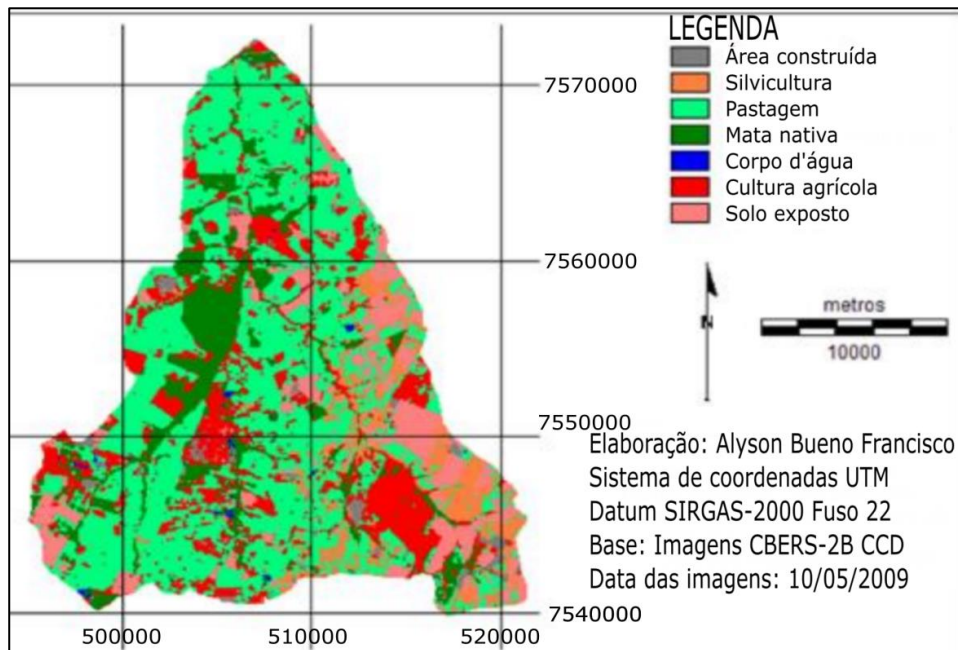 LEGENDA
Área construída
Silvicultura
Pastagem
Mata nativa
Corpo d'água
Cultura agrícola
Solo exposto
7570000
7560000
7550000
7540000
500000
510000
520000
N
metros
10000
Elaboração: Alyson Bueno Francisco
Sistema de coordenadas UTM
Datum SIRGAS-2000 Fuso 22
Base: Imagens CBERS-2B CCD
Data das imagens: 10/05/2009